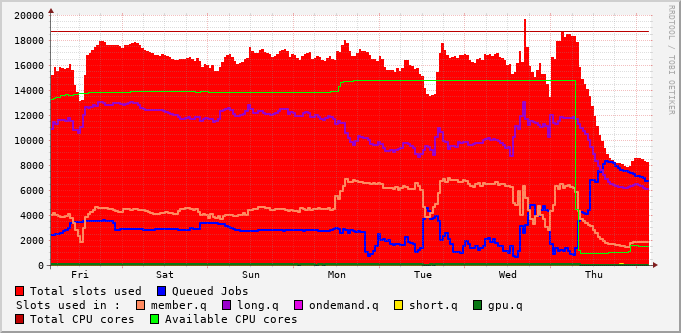 20000
18000
16000
14000
12000
10000
8000
6000
4000
2000
0
Fri Sat Sun Mon Tue Wed Thu
RRDTOOL / TOBI OETIKER
Total slots used Queued Jobs
Slots used in : member.q long.q ondemand.q short.q gpu.q
Total CPU cores Available CPU cores